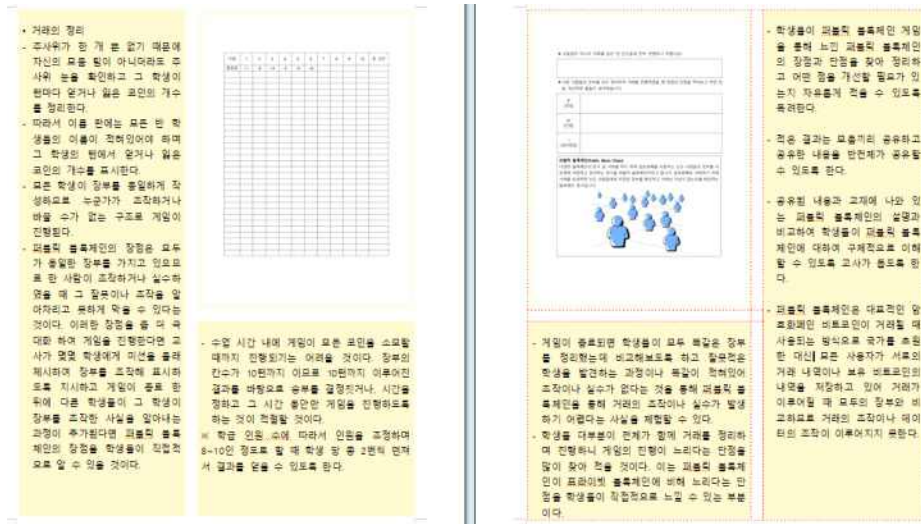 • 거래의 정리
- 주사위가 한 개 뿐 없기 때문에
자신의 모둠 팀이 아니더라도 주
사위 눈을 확인하고 그 학생이
턴마다 얻거나 잃은 코인의 개수
를 정리한다.
- 따라서 이름 판에는 모든 반 학
생들의 이름이 적혀있어야 하며
그 학생의 턴에서 얻거나 잃은
코인의 개수를 표시한다.
- 모든 학생이 장부를 동일하게 작
성하므로 누군가가 조작하거나
바꿀 수가 없는 구조로 게임이
진행된다.
- 퍼블릭 블록체인의 장점은 모두
가 동일한 장부를 가지고 있으므
로 한 사람이 조작하거나 실수하
였을 때 그 잘못이나 조작을 알
아차리고 못하게 막을 수 있다는
것이다. 이러한 장점을 좀 더 극
대화 하여 게임을 진행한다면 교
사가 몇몇 학생에게 미션을 몰래
제시하여 장부를 조작해 표시하
도록 지시하고 게임이 종료 한
뒤에 다른 학생들이 그 학생이
장부를 조작한 사실을 알아내는
과정이 추가된다면 퍼블릭 블록
체인의 장점을 학생들이 직접적
으로 알 수 있을 것이다.
- 수업 시간 내에 게임이 모든 코인을 소모할
때까지 진행되기는 어려울 것이다. 장부의
칸수가 10턴까지 이므로 10턴까지 이루어진
결과를 바탕으로 승부를 결정짓거나, 시간을
정하고 그 시간 동안만 게임을 진행하도록
하는 것이 적절할 것이다.
※ 학급 인원 수에 따라서 인원을 조정하며
8~10인 정도로 할 때 학생 당 총 2번씩 던져
서 결과를 얻을 수 있도록 한다.
- 게임이 종료되면 학생들이 모두 똑같은 장부
를 정리했는데 비교해보도록 하고 잘못적은
학생을 발견하는 과정이나 똑같이 적혀있어
조작이나 실수가 없다는 것을 통해 퍼블릭 블
록체인을 통해 거래의 조작이나 실수가 발생
하기 어렵다는 사실을 체험할 수 있다.
- 학생들 대부분이 전체가 함께 거래를 정리하
며 진행하니 게임의 진행이 느리다는 단점을
많이 찾아 적을 것이다. 이는 퍼블릭 블록체
인이 프라이빗 블록체인에 비해 느리다는 단
점을 학생들이 직접적으로 느낄 수 있는 부분
이다.
- 학생들이 퍼블릭 블록체인 게임
을 통해 느낀 퍼블릭 블록체인
의 장점과 단점을 찾아 정리하
고 어떤 점을 개선할 필요가 있
는지 자유롭게 적을 수 있도록
독려한다.
- 적은 결과는 모둠끼리 공유하고
공유한 내용을 반전체가 공유할
수 있도록 한다.
- 공유된 내용과 교재에 나와 있
는 퍼블릭 블록체인의 설명과
비교하여 학생들이 퍼블릭 블록
체인에 대하여 구체적으로 이해
할 수 있도록 교사가 돕도록 한
다.
- 퍼블릭 블록체인은 대표적인 암
호화폐인 비트코인이 거래될 때
사용되는 방식으로 국가를 초월
한 대신 모든 사용자가 서로의
거래 내역이나 보유 비트코인의
내역을 저장하고 있어 거래가
이루어질 때 모두의 장부와 비
교하므로 거래의 조작이나 데이
터의 조작이 이루어지지 못한다.